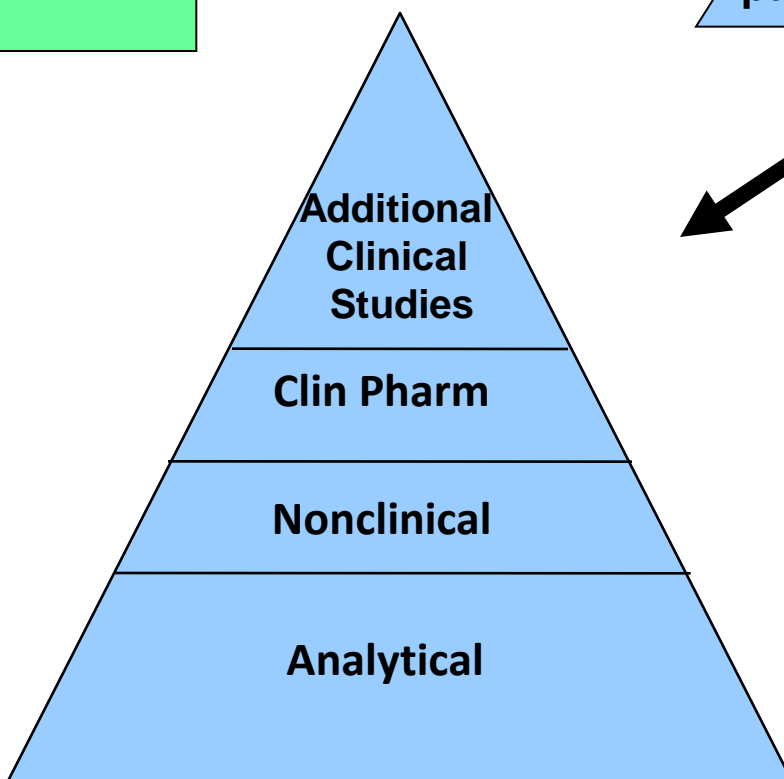 Additional
Clinical
Studies
Clin Pharm
Nonclinical
Analytical